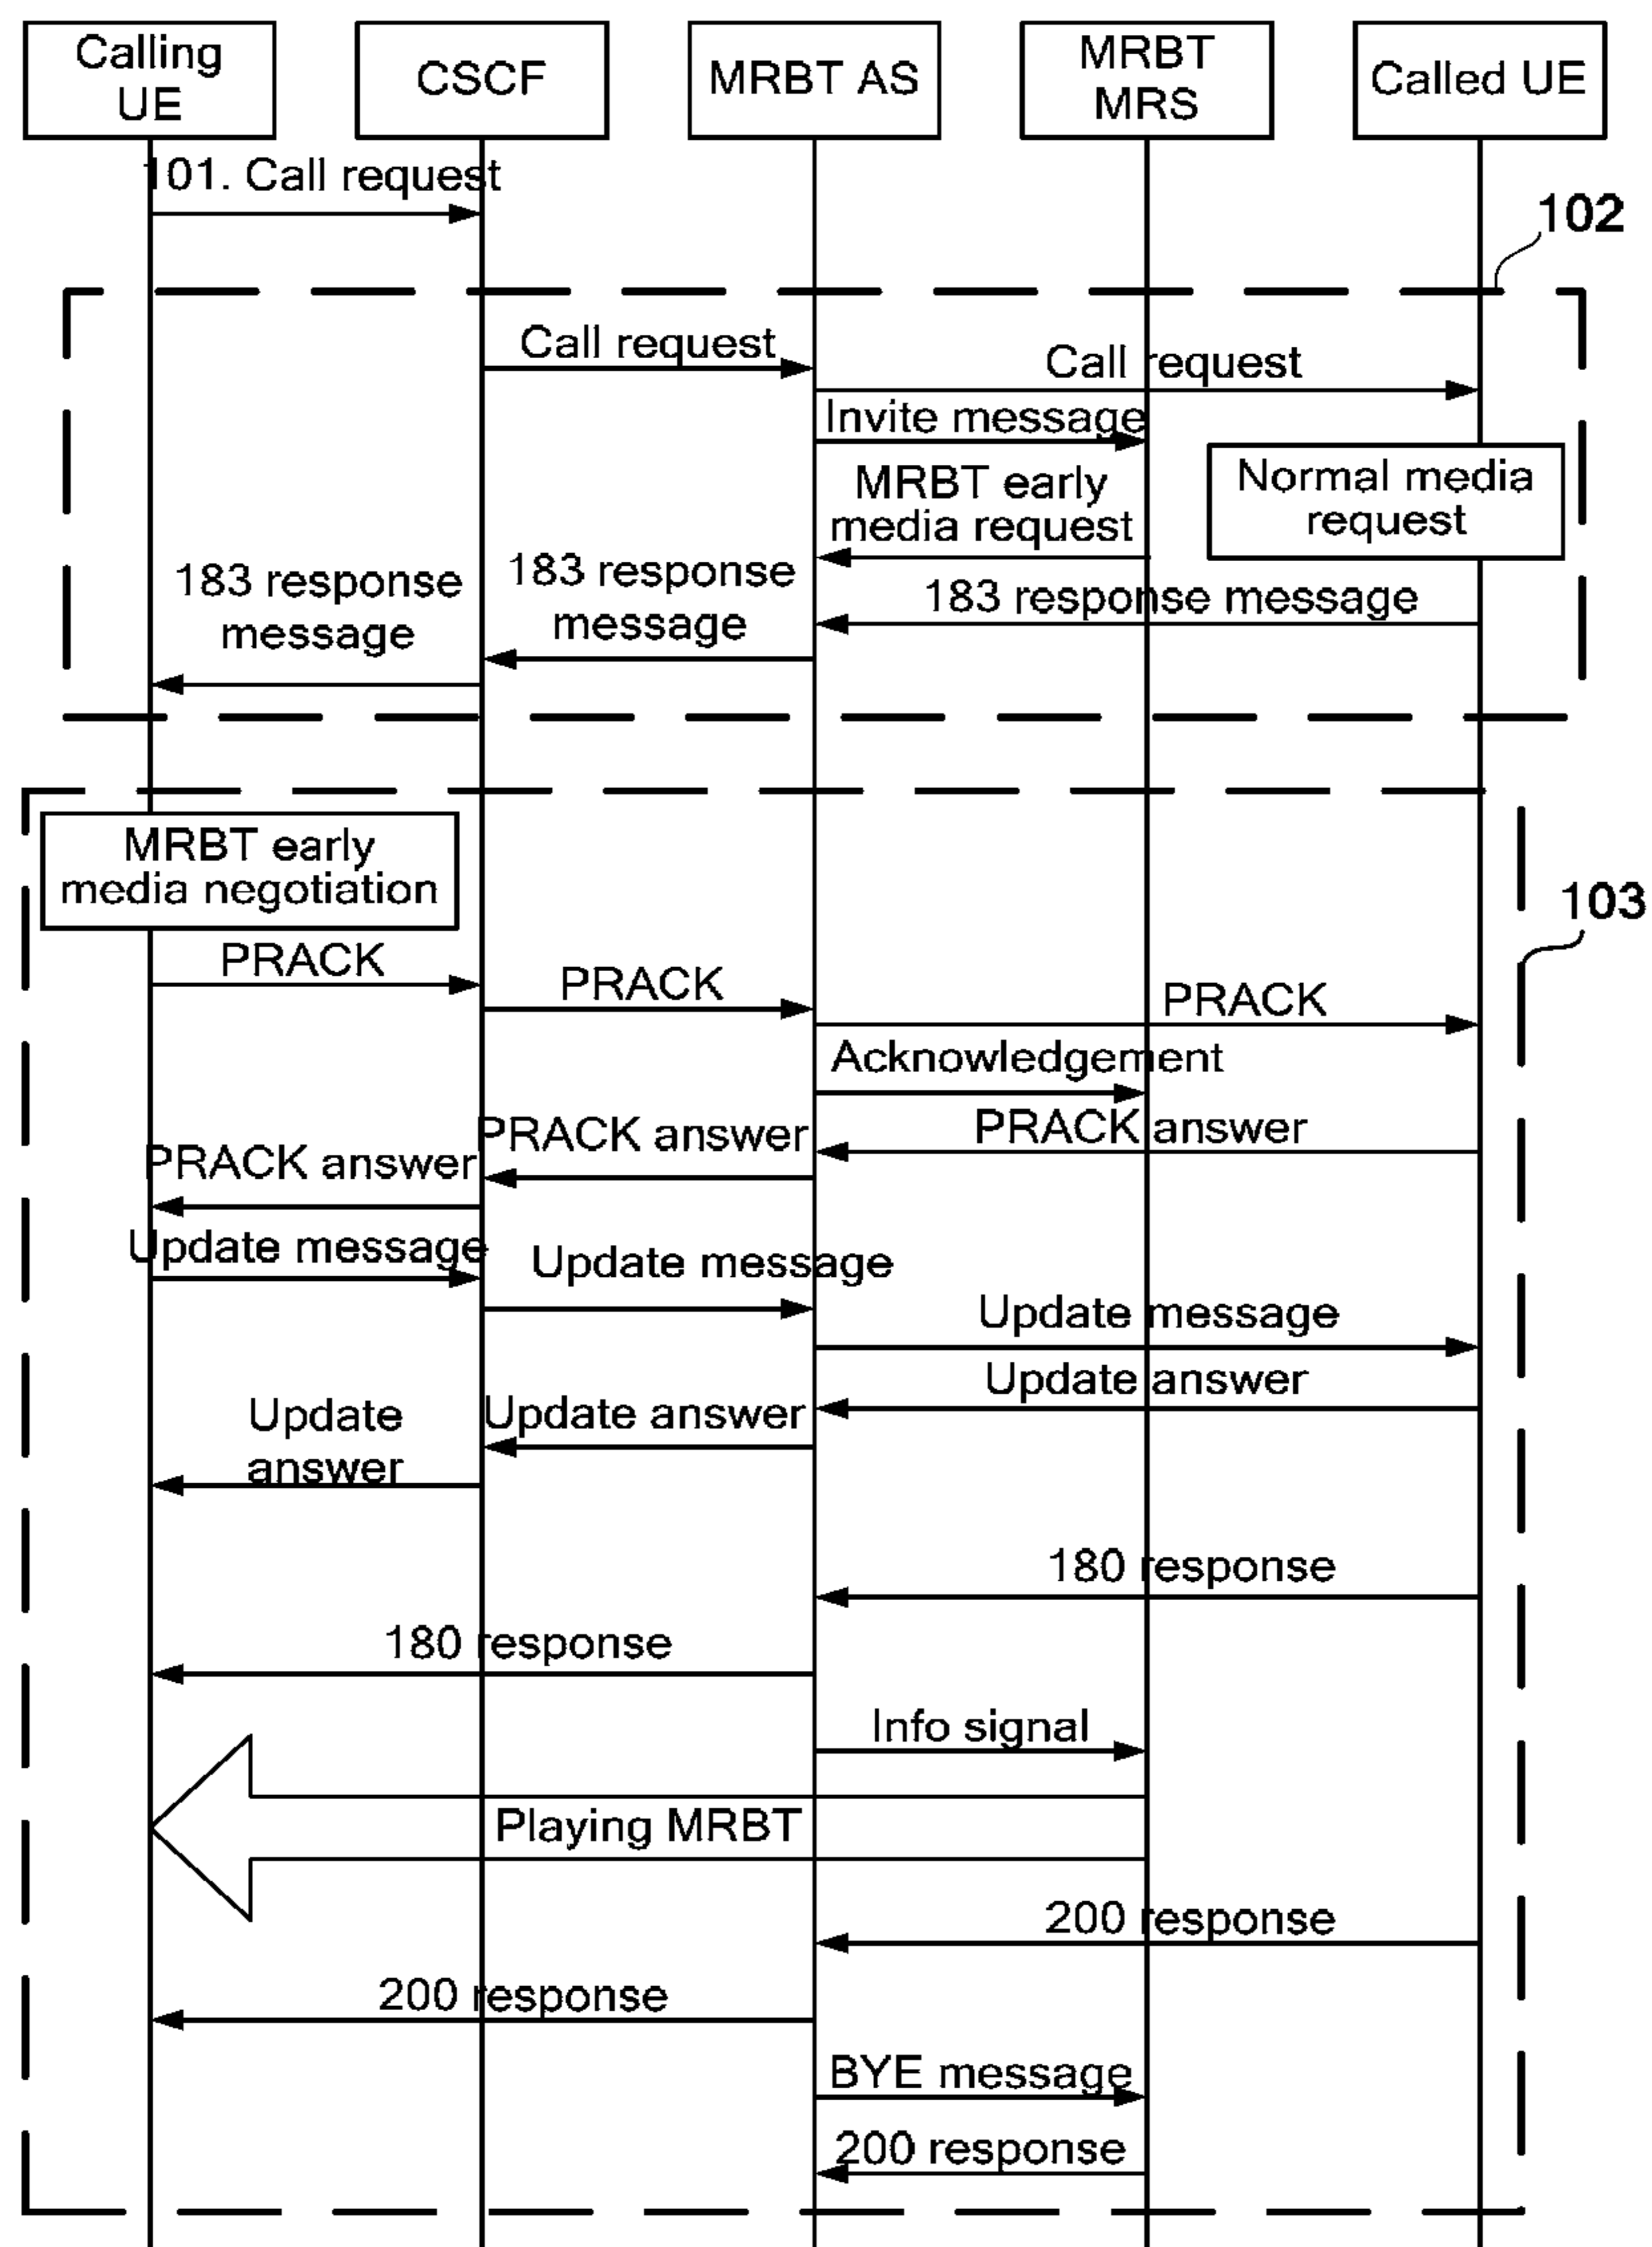 Calling
UE
CSCF
MRBT AS
MRBT
MRS
Called UE
101. Call request
102
Call request
Call request
Invite message
MRBT early
media request
Normal media
request
183 response
message
183 response
message
183 response message
MRBT early
media negotiation
103
PRACK
PRACK
PRACK
Acknowledgement
PRACK answer
PRACK answer
PRACK answer
Update message
Update message
Update message
Update answer
Update answer
Update
answer
180 response
180 response
Info signal
Playing MRBT
200 response
200 response
BYE message
200 response